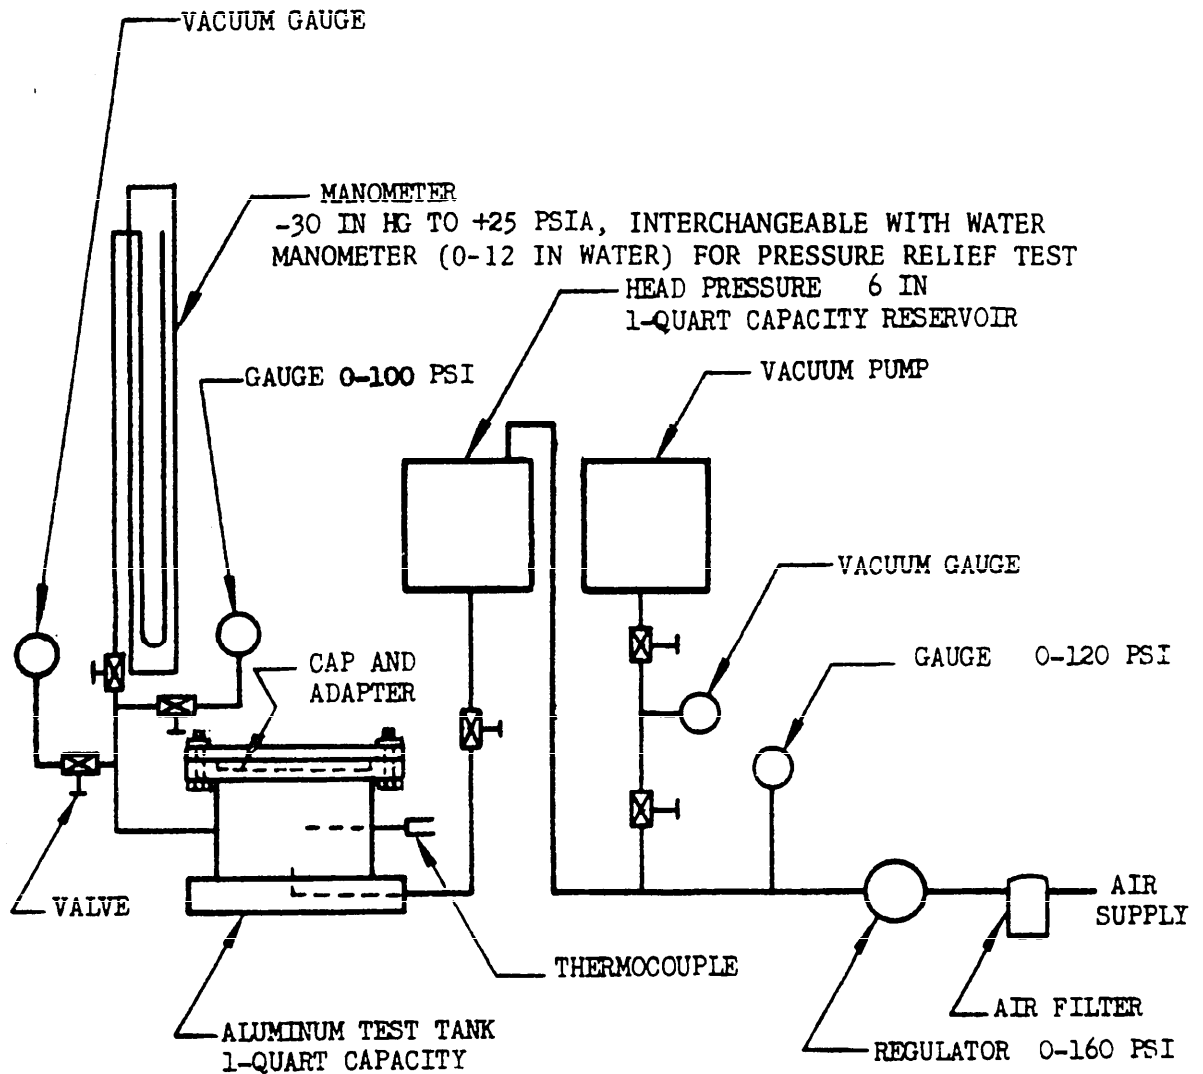 VACUUM GAUGE
MANOMETER
-30 IN HG TO +25 PSIA, INTERCHANGEABLE WITH WATER
MANOMETER (0-12 IN WATER) FOR PRESSURE RELIEF TEST
HEAD PRESSURE 6 IN
1-QUART CAPACITY RESERVOIR
GAUGE 0-100 PSI
VACUUM PUMP
VACUUM GAUGE
GAUGE 0-120 PSI
CAP AND
ADAPTER
VALVE
AIR
SUPPLY
THERMOCOUPLE
AIR FILTER
ALUMINUM TEST TANK
1-QUART CAPACITY
REGULATOR 0-160 PSI